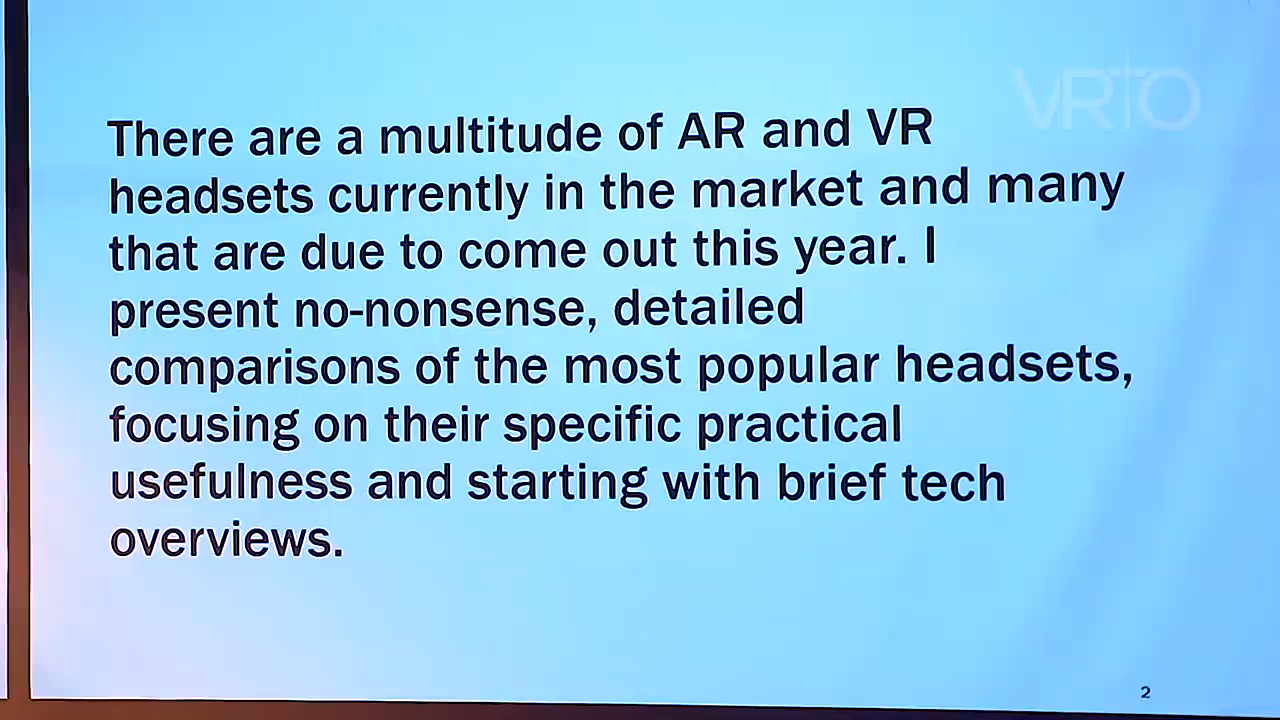 VRTO
There are a multitude of AR and VR
headsets currently in the market and many
that are due to come out this year. I
present no-nonsense, detailed
comparisons of the most popular headsets,
focusing on their specific practical
usefulness and starting with brief tech
overviews.
2